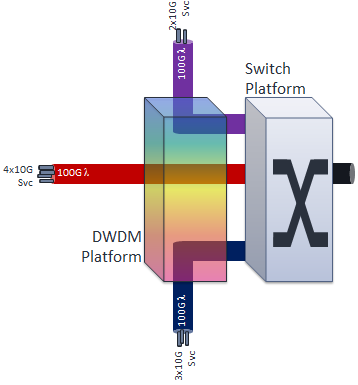 2x10G
Svc
100G λ
Switch
Platform
4x10G
Svc
100G λ
DWDM
Platform
100G λ
3x10G
Svc